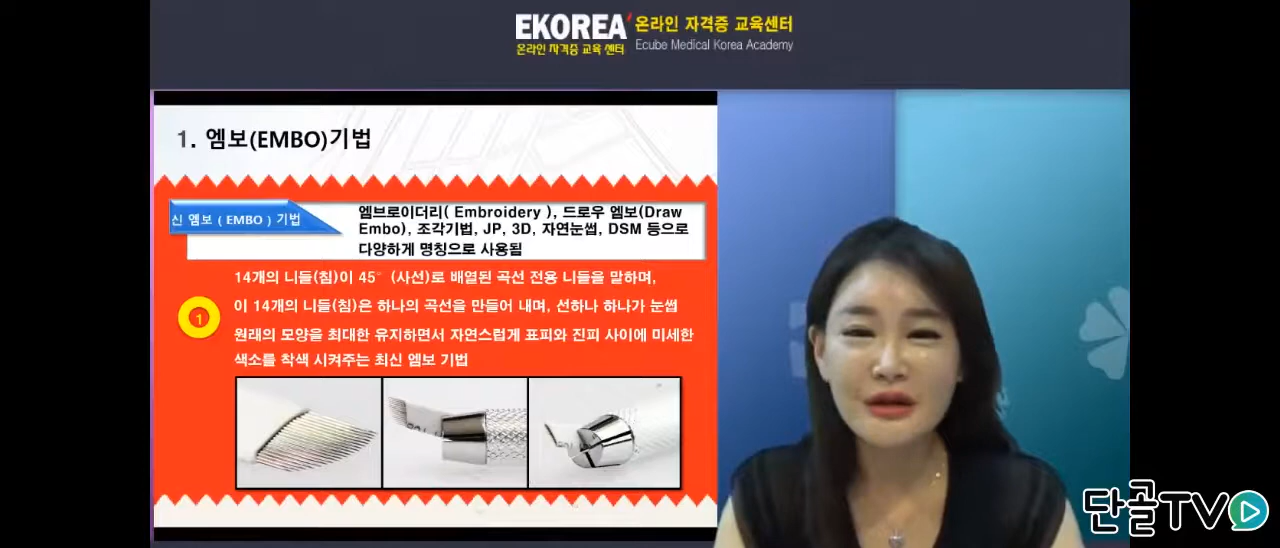 EKOREA
온라인 자격증 교육 센터
온라인 자격증 교육센터
Ecube Medical Korea Academy
1. 엠보(EMBO)기법
신 엠보 ( EMBO ) 기법
엠브로이더리( Embroidery ), 드로우 엠보(Draw
Embo), 조각기법, JP, 3D, 자연눈썹, DSM 등으로
다양하게 명칭으로 사용됨
1
14개의 니들(침)이 45° (사선)로 배열된 곡선 전용 니들을 말하며,
이 14개의 니들(침)은 하나의 곡선을 만들어 내며, 선하나 하나가 눈썹
원래의 모양을 최대한 유지하면서 자연스럽게 표피와 진피 사이에 미세한
색소를 착색 시켜주는 최신 엠보 기법
단골TV